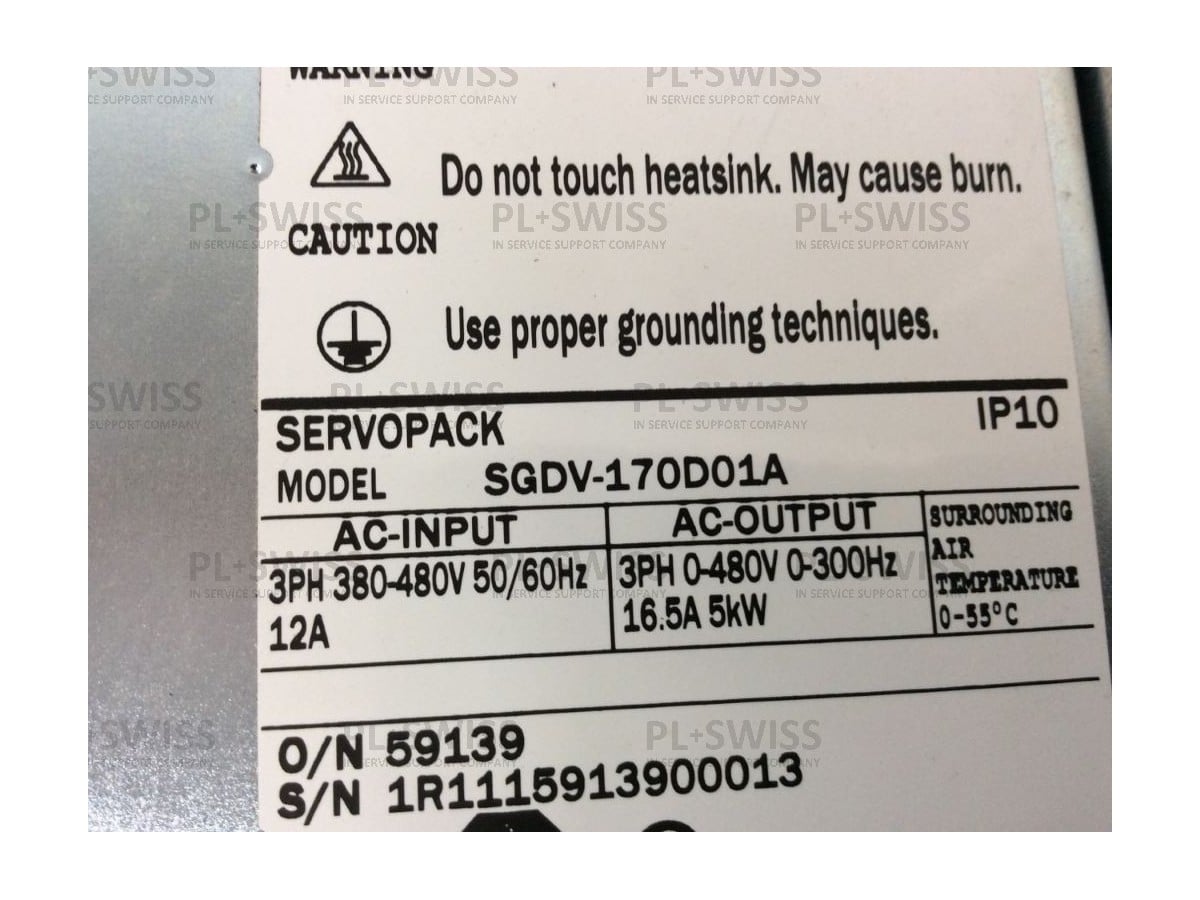 WARNING
Do not touch heatsink. May cause burn.
CAUTION
Use proper grounding techniques.
SERVOPACK
IP10
MODEL SGDV-170D01A
AC-INPUT
3PH 380-480V 50/60Hz
12A
AC-OUTPUT
3PH 0-480V 0-300Hz
16.5A 5kW
SURROUNDING
AIR
TEMPERATURE
0-55°C
O/N 59139
S/N 1R1115913900013
PL+SWISS
IN SERVICE SUPPORT COMPANY